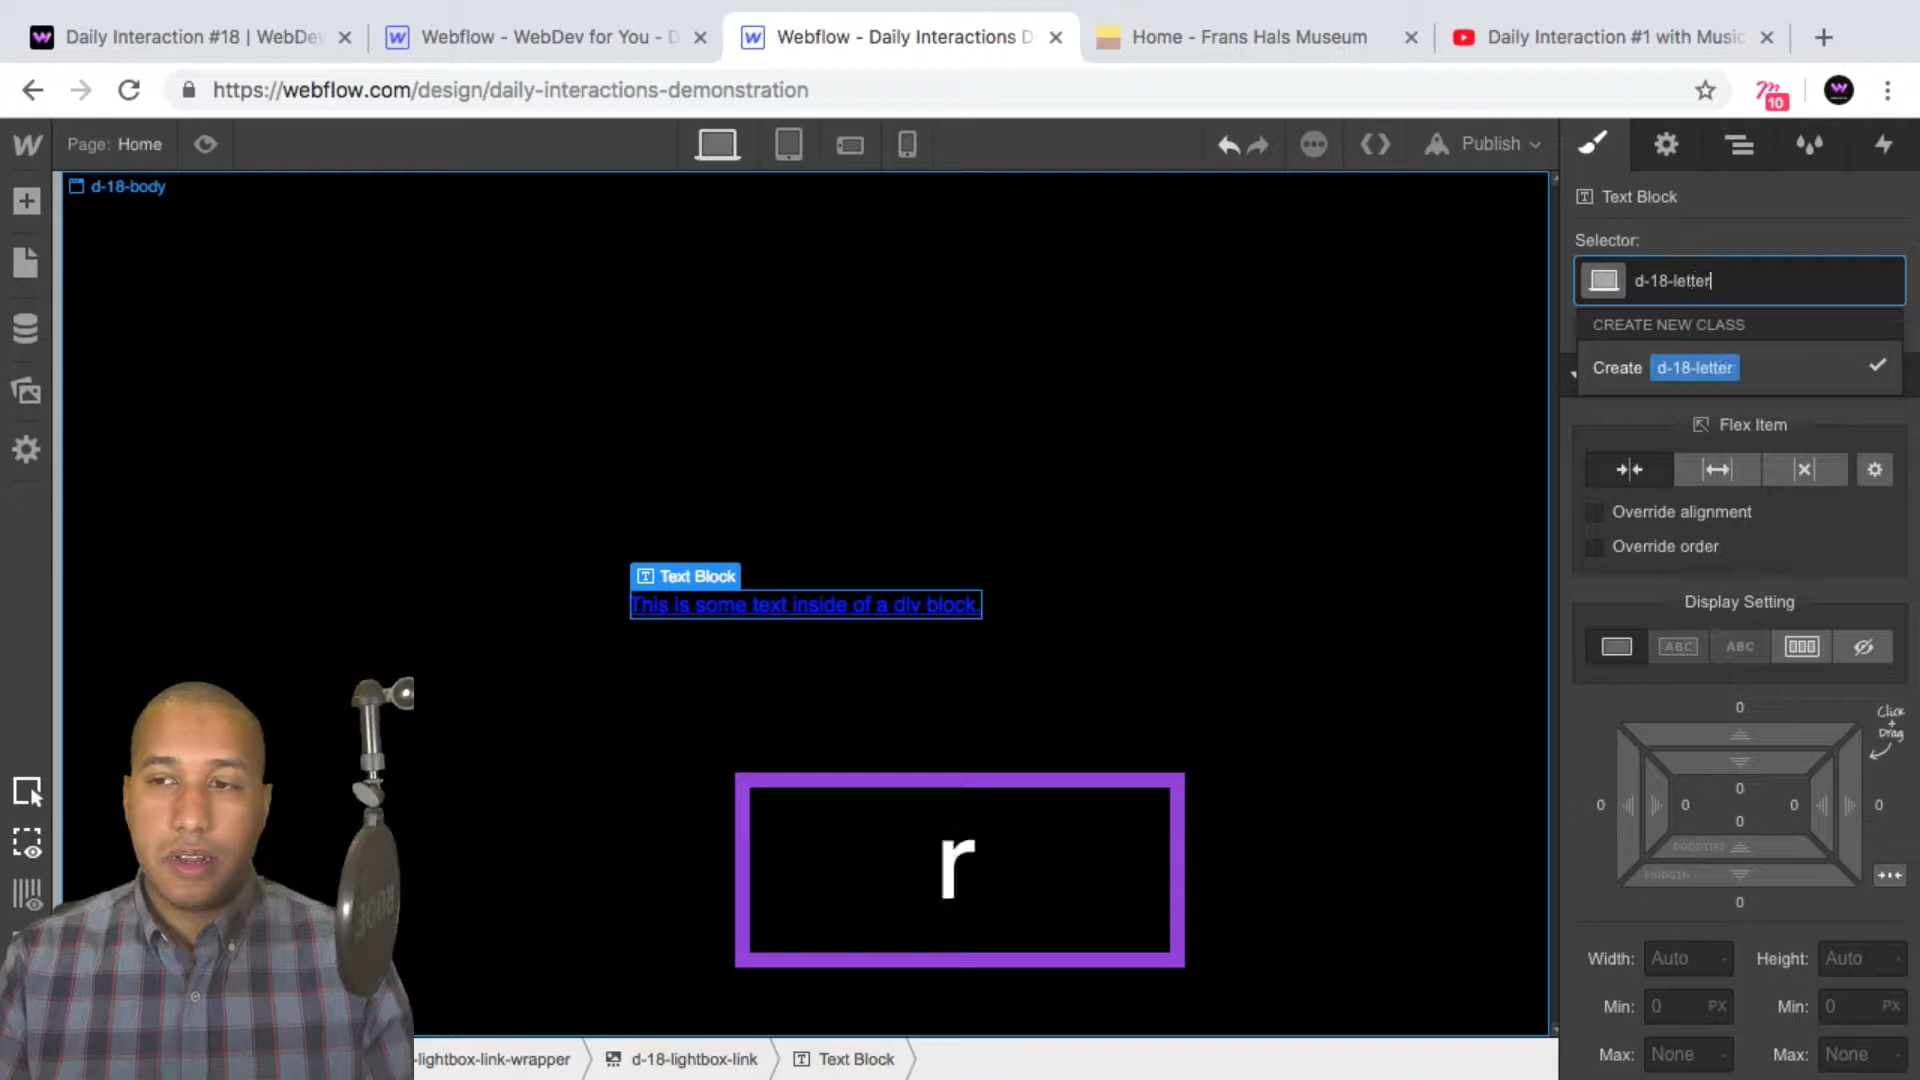 Daily Interaction #18 | WebDev
Webflow - WebDev for You - D
Webflow - Daily Interactions D
Home - Frans Hals Museum
Daily Interaction #1 with Music
https://webflow.com/design/daily-interactions-demonstration
10
Page: Home
Publish
d-18-body
Text Block
Selector:
d-18-letter
CREATE NEW CLASS
Create d-18-letter
Flex Item
Override alignment
Override order
Display Setting
ABC
ABC
Text Block
This is some text inside of a div block.
0
Click
+
Drag
0
0
0
0
0
0
PADDING
MARGIN
0
r
Width: Auto - Height: Auto -
Min: 0 PX Min: 0 PX
Max: None - Max: None -
-lightbox-link-wrapper
d-18-lightbox-link
Text Block